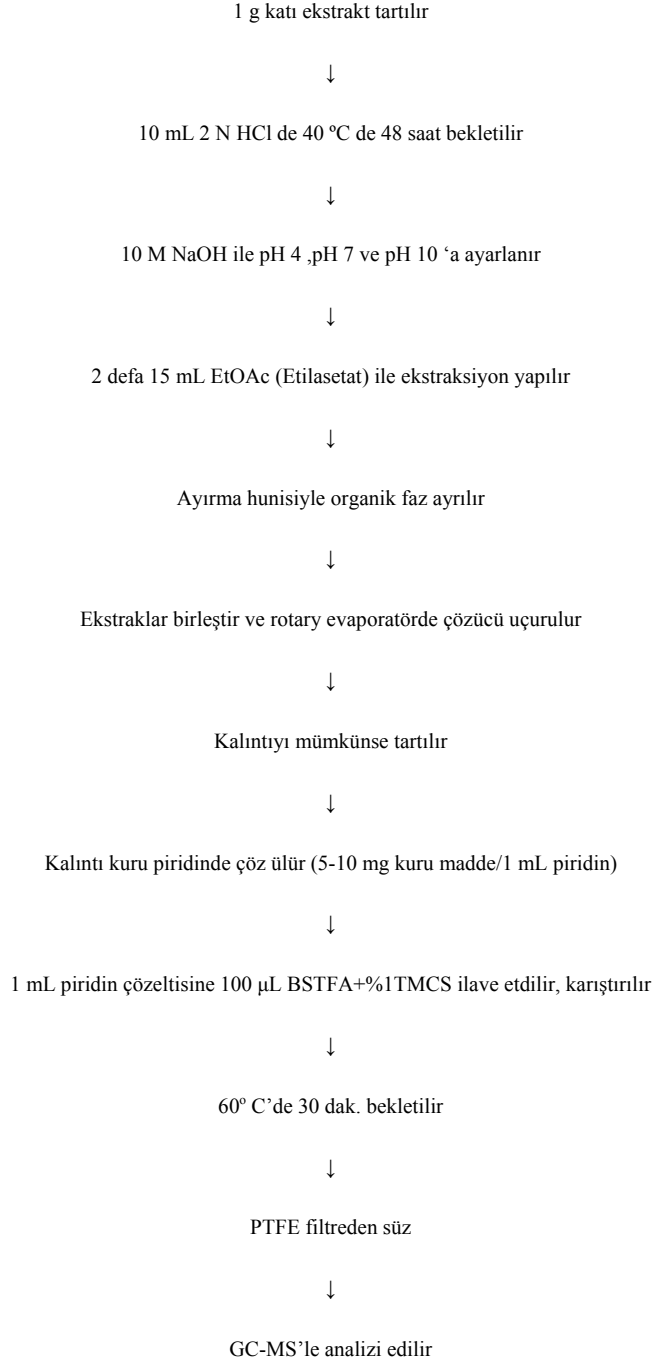 1 g katı ekstrakt tartılır
↓
10 mL 2 N HCl de 40 ºC de 48 saat bekletilir
↓
10 M NaOH ile pH 4 ,pH 7 ve pH 10 ‘a ayarlanır
↓
2 defa 15 mL EtOAc (Etilasetat) ile ekstraksiyon yapılır
↓
Ayırma hunisiyle organik faz ayrılır
↓
Ekstraklar birleştir ve rotary evaporatörde çözücü uçurulur
↓
Kalıntıyı mümkünse tartılır
↓
Kalıntı kuru piridinde çöz ülür (5-10 mg kuru madde/1 mL piridin)
↓
1 mL piridin çözeltisine 100 µL BSTFA+%1TMCS ilave etdilir, karıştırılır
↓
60º C’de 30 dak. bekletilir
↓
PTFE filtreden süz
↓
GC-MS’le analizi edilir